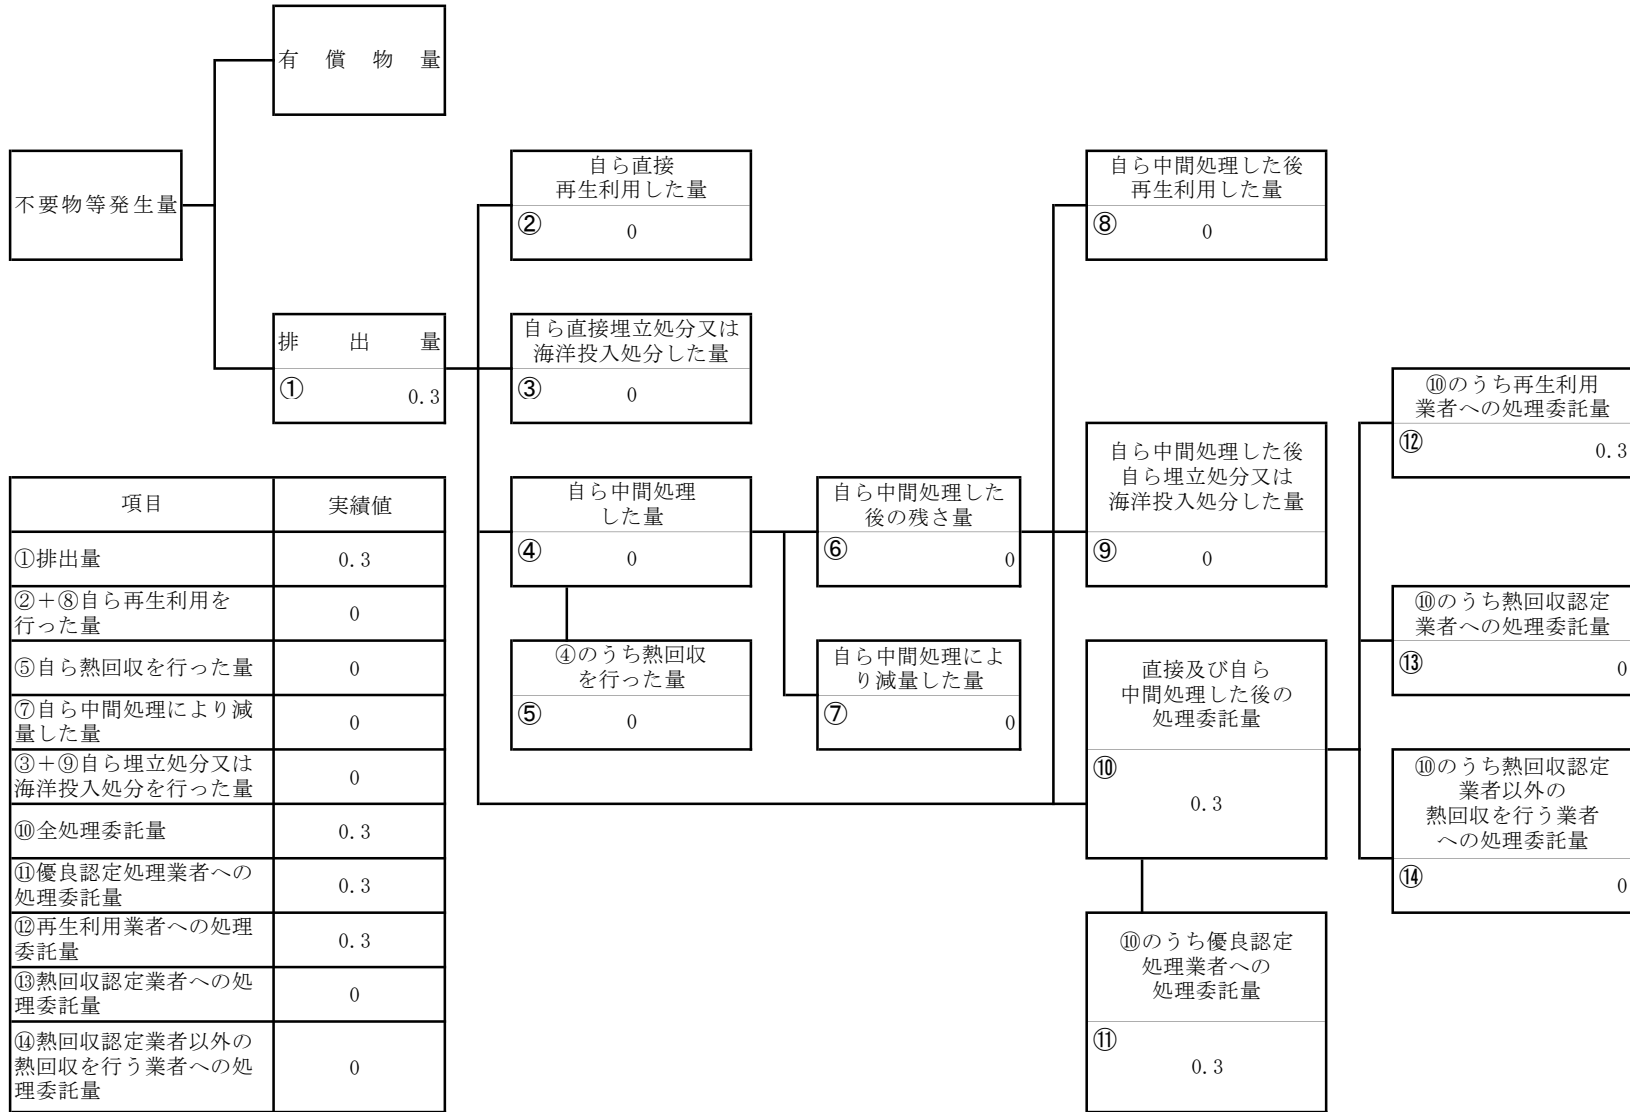 有償物量
不要物等発生量
排出量
①
0.3
自ら直接
再生利用した量
②
0
自ら直接埋立処分又は
海洋投入処分した量
③
0
自ら中間処理
した量
④
0
④のうち熱回収
を行った量
⑤
0
自ら中間処理した
後の残さ量
⑥
0
自ら中間処理によ
り減量した量
⑦
0
自ら中間処理した後
再生利用した量
⑧
0
自ら中間処理した後
自ら埋立処分又は
海洋投入処分した量
⑨
0
直接及び自ら
中間処理した後の
処理委託量
⑩
0.3
⑩のうち優良認定
処理業者への
処理委託量
⑪
0.3
⑩のうち再生利用
業者への処理委託量
⑫
0.3
⑩のうち熱回収認定
業者への処理委託量
⑬
0
⑩のうち熱回収認定
業者以外の
熱回収を行う業者
への処理委託量
⑭
0
項目 実績値
①排出量 0.3
②+⑧自ら再生利用を
行った量 0
⑤自ら熱回収を行った量 0
⑦自ら中間処理により減
量した量 0
③+⑨自ら埋立処分又は
海洋投入処分を行った量 0
⑩全処理委託量 0.3
⑪優良認定処理業者への
処理委託量 0.3
⑫再生利用業者への処理
委託量 0.3
⑬熱回収認定業者への処
理委託量 0
⑭熱回収認定業者以外の
熱回収を行う業者への処
理委託量 0